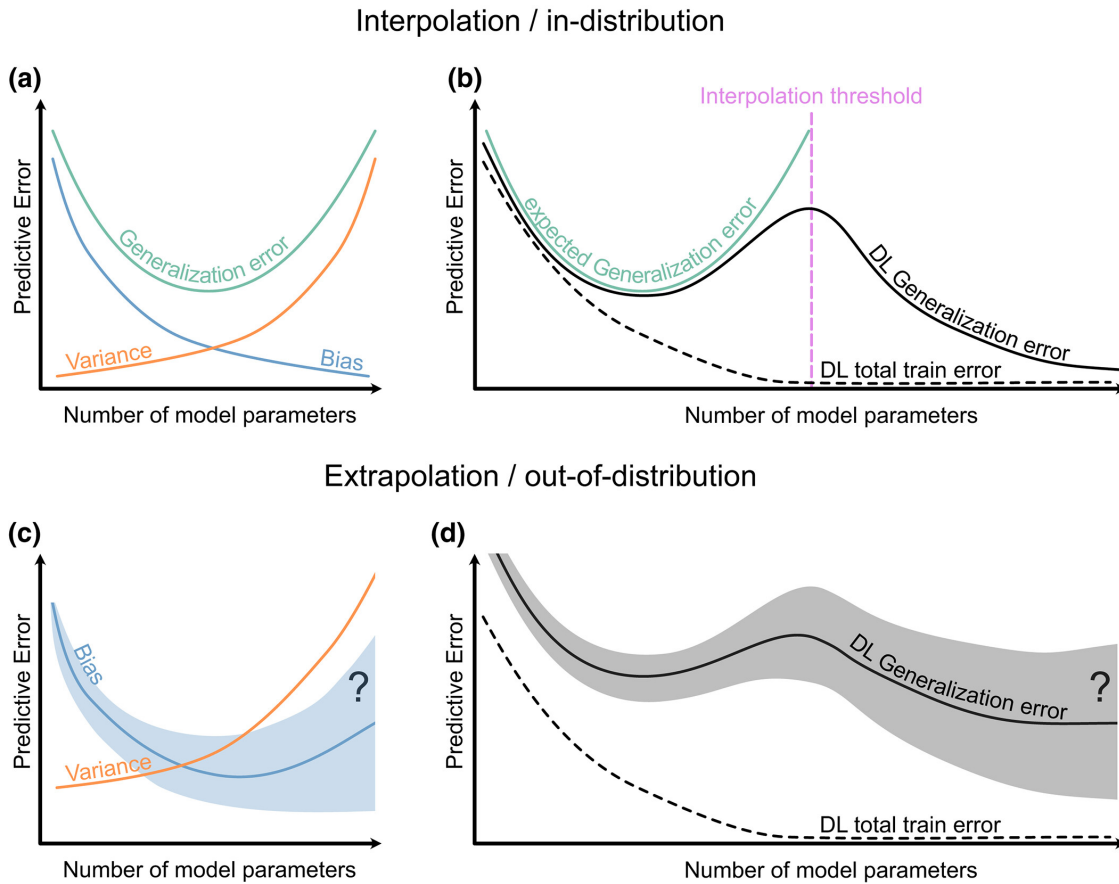 Interpolation / in-distribution
(a)
Predictive Error
Generalization error
Variance
Bias
Number of model parameters
(b)
Interpolation threshold
Predictive Error
expected Generalization error
DL Generalization error
DL total train error
Number of model parameters
Extrapolation / out-of-distribution
(c)
Predictive Error
Bias
?
Variance
Number of model parameters
(d)
Predictive Error
DL Generalization error
?
DL total train error
Number of model parameters